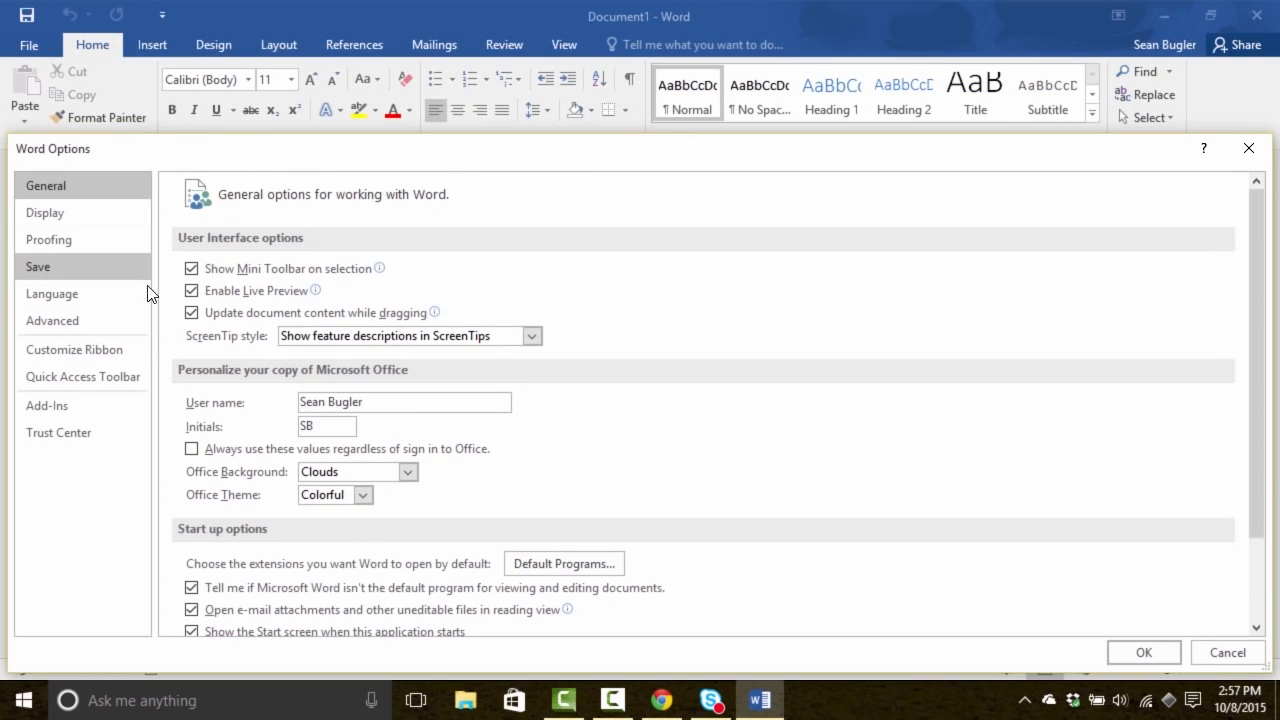 Document1 - Word
File Home Insert Design Layout References Mailings Review View Tell me what you want to do... Sean Bugler Share
Paste
Cut
Copy
Format Painter
Calibri (Body) 11
Aa
B I U abc X₂ X²
A ab A
AaBbCcDc AaBbCcDc AaBbCc AaBbCcD AaB AaBbCcD
¶ Normal ¶ No Spac... Heading 1 Heading 2 Title Subtitle
Find
Replace
Select
Word Options
General
Display
Proofing
Save
Language
Advanced
Customize Ribbon
Quick Access Toolbar
Add-Ins
Trust Center
General options for working with Word.
User Interface options
Show Mini Toolbar on selection
Enable Live Preview
Update document content while dragging
ScreenTip style: Show feature descriptions in ScreenTips
Personalize your copy of Microsoft Office
User name: Sean Bugler
Initials: SB
Always use these values regardless of sign in to Office.
Office Background: Clouds
Office Theme: Colorful
Start up options
Choose the extensions you want Word to open by default: Default Programs...
Tell me if Microsoft Word isn't the default program for viewing and editing documents.
Open e-mail attachments and other uneditable files in reading view
Show the Start screen when this application starts
OK Cancel
Ask me anything
2:57 PM
10/8/2015